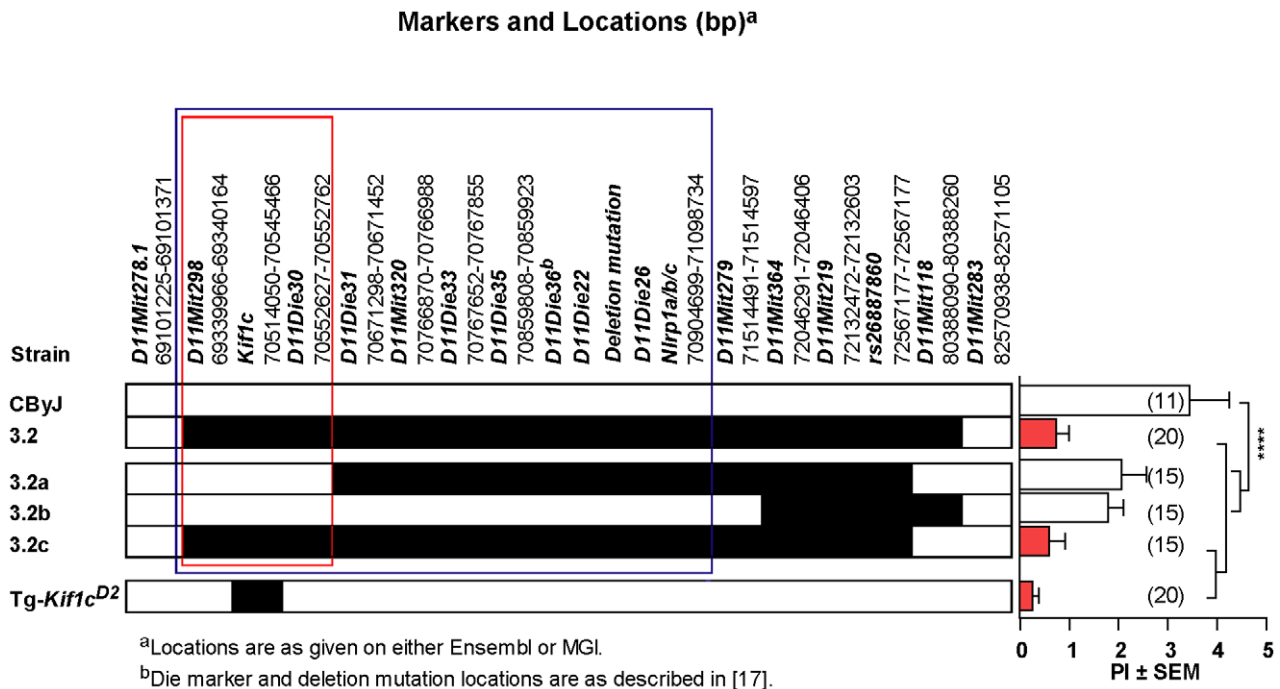 Markers and Locations (bp)a
D11Mit278.1
69101225-69101371
D11Mit298
69339966-69340164
Kif1c
70514050-70545466
D11Die30
70552627-70552762
D11Die31
70671298-70671452
D11Mit320
70766870-70766988
D11Die33
70767652-70767855
D11Die35
70859808-70859923
D11Die36b
D11Die22
Deletion mutation
D11Die26
Nlrp1a/b/c
70904699-71098734
D11Mit279
71514491-71514597
D11Mit364
72046291-72046406
D11Mit219
72132472-72132603
rs26887860
72567177-72567177
D11Mit118
80388090-80388260
D11Mit283
82570938-82571105
Strain
CByJ
(11)
3.2
(20)
****
3.2a
(15)
3.2b
(15)
3.2c
(15)
Tg-Kif1cD2
(20)
0 1 2 3 4 5
PI ± SEM
aLocations are as given on either Ensembl or MGI.
bDie marker and deletion mutation locations are as described in [17].